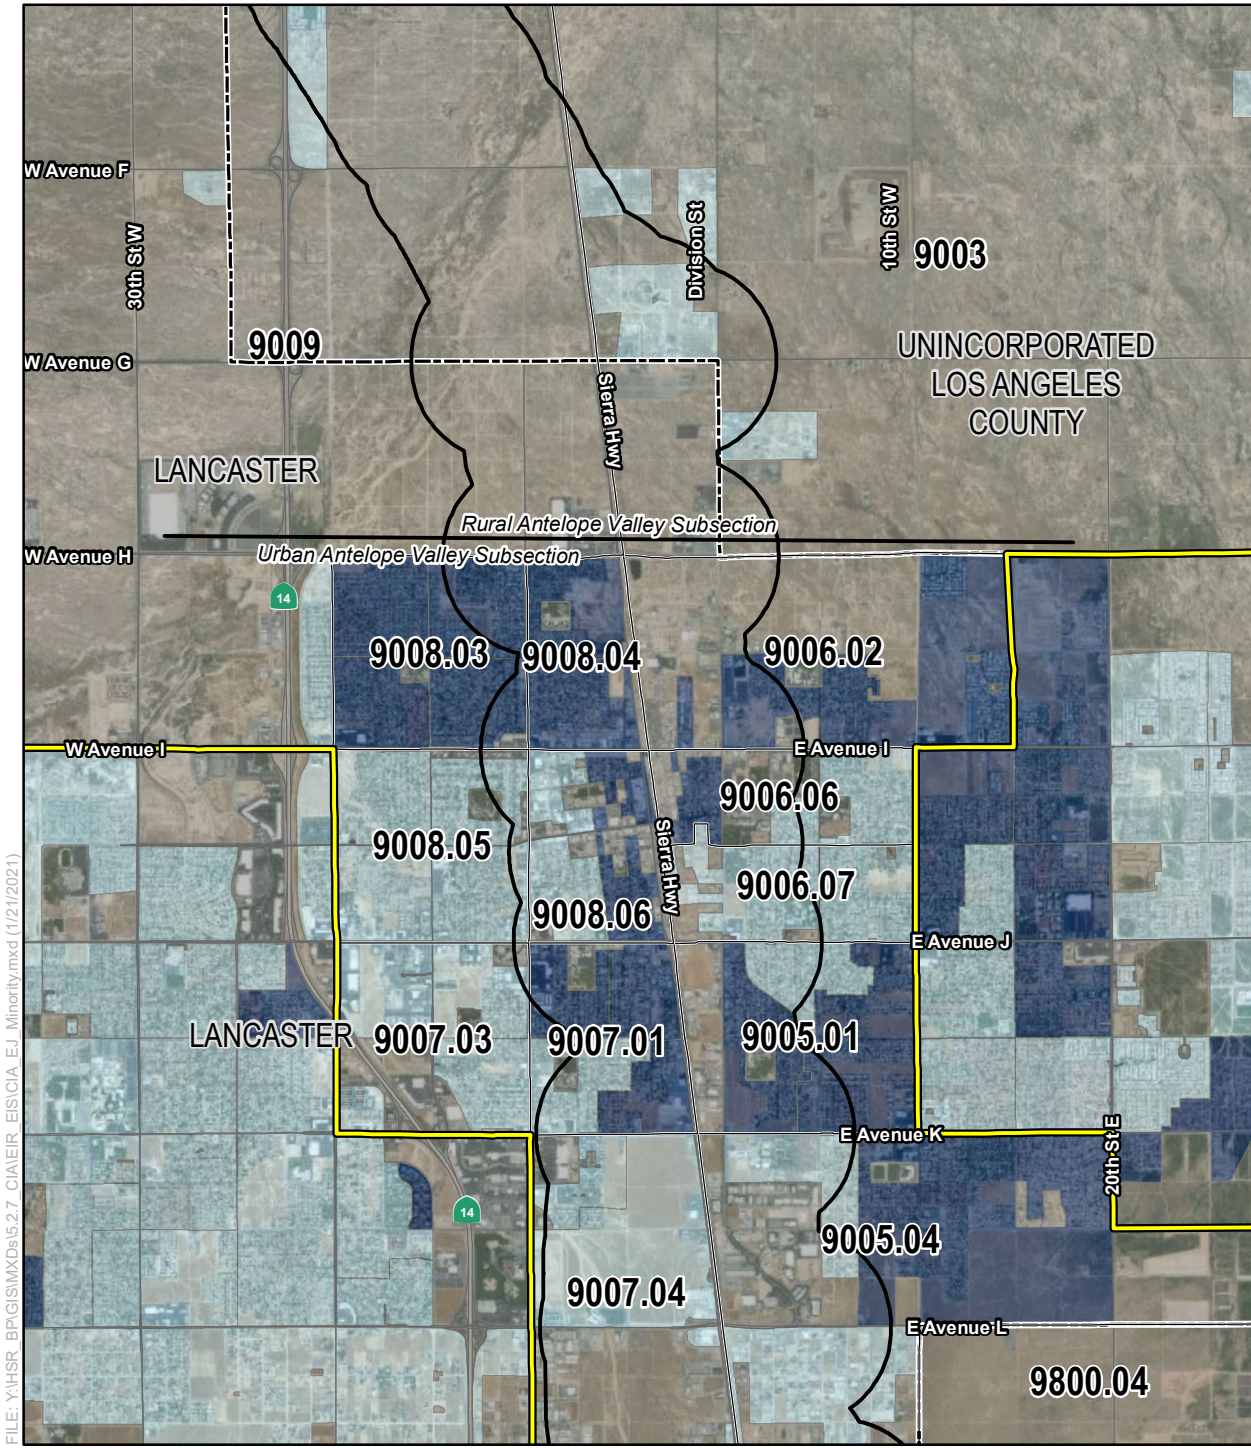 W Avenue F
30th St W
Division St
10th St W
9003
9009
W Avenue G
UNINCORPORATED
LOS ANGELES
COUNTY
Sierra Hwy
LANCASTER
Rural Antelope Valley Subsection
W Avenue H
Urban Antelope Valley Subsection
14
9008.03
9008.04
9006.02
W Avenue I
E Avenue I
9006.06
Sierra Hwy
9008.05
9006.07
9008.06
E Avenue J
LANCASTER
9007.03
9007.01
9005.01
E Avenue K
20th St E
14
9005.04
9007.04
E Avenue L
9800.04
FILE: Y:\HSR_BP\GIS\MXDs\5.2.7_CIA\EIR_EIS\CIA_EJ_Minority.mxd (1/21/2021)